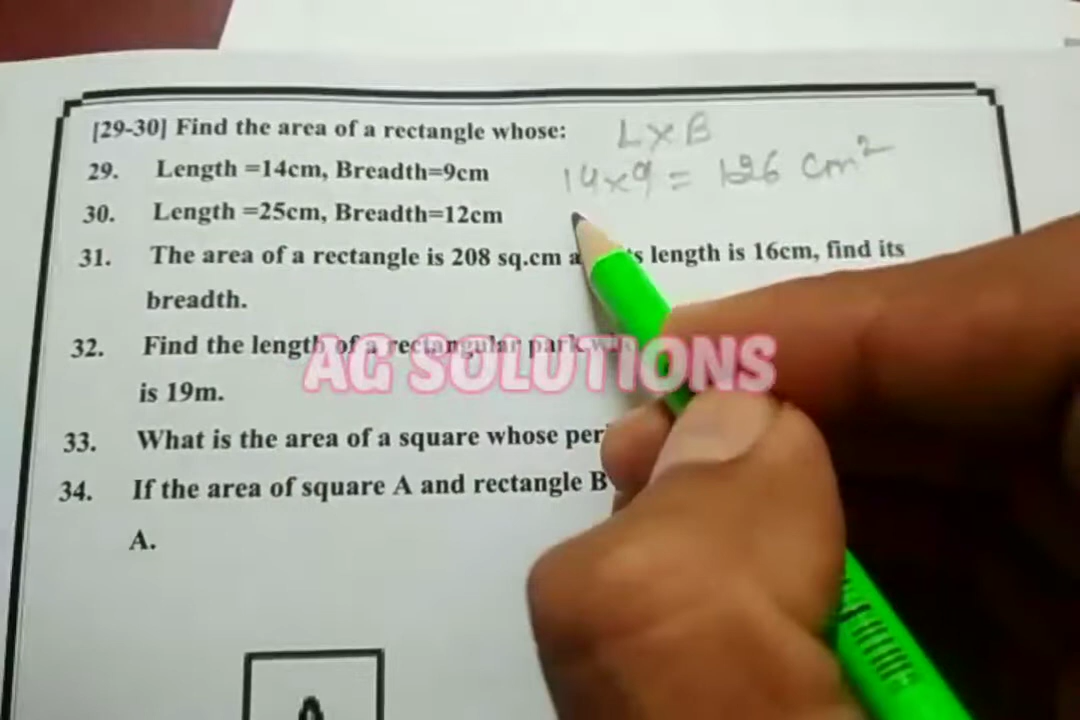 [29-30] Find the area of a rectangle whose:
L×B
29. Length =14cm, Breadth=9cm
14×9 = 126 cm²
30. Length =25cm, Breadth=12cm
31. The area of a rectangle is 208 sq.cm length is 16cm, find its
breadth.
32. Find the length of a rectangular park
is 19m.
AG SOLUTIONS
33. What is the area of a square whose
34. If the area of square A and rectangle B
A.
A